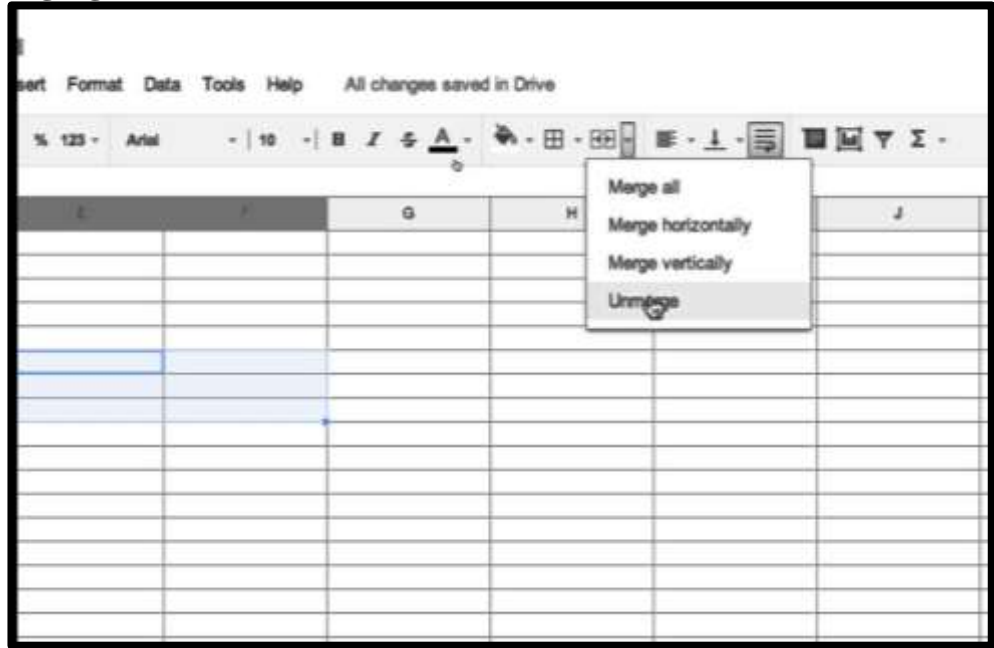 sert Format Data Tools Help All changes saved in Drive
% 123 Arial 10 B I S A Σ
Merge all
E F G H J
Merge horizontally
Merge vertically
Unmerge